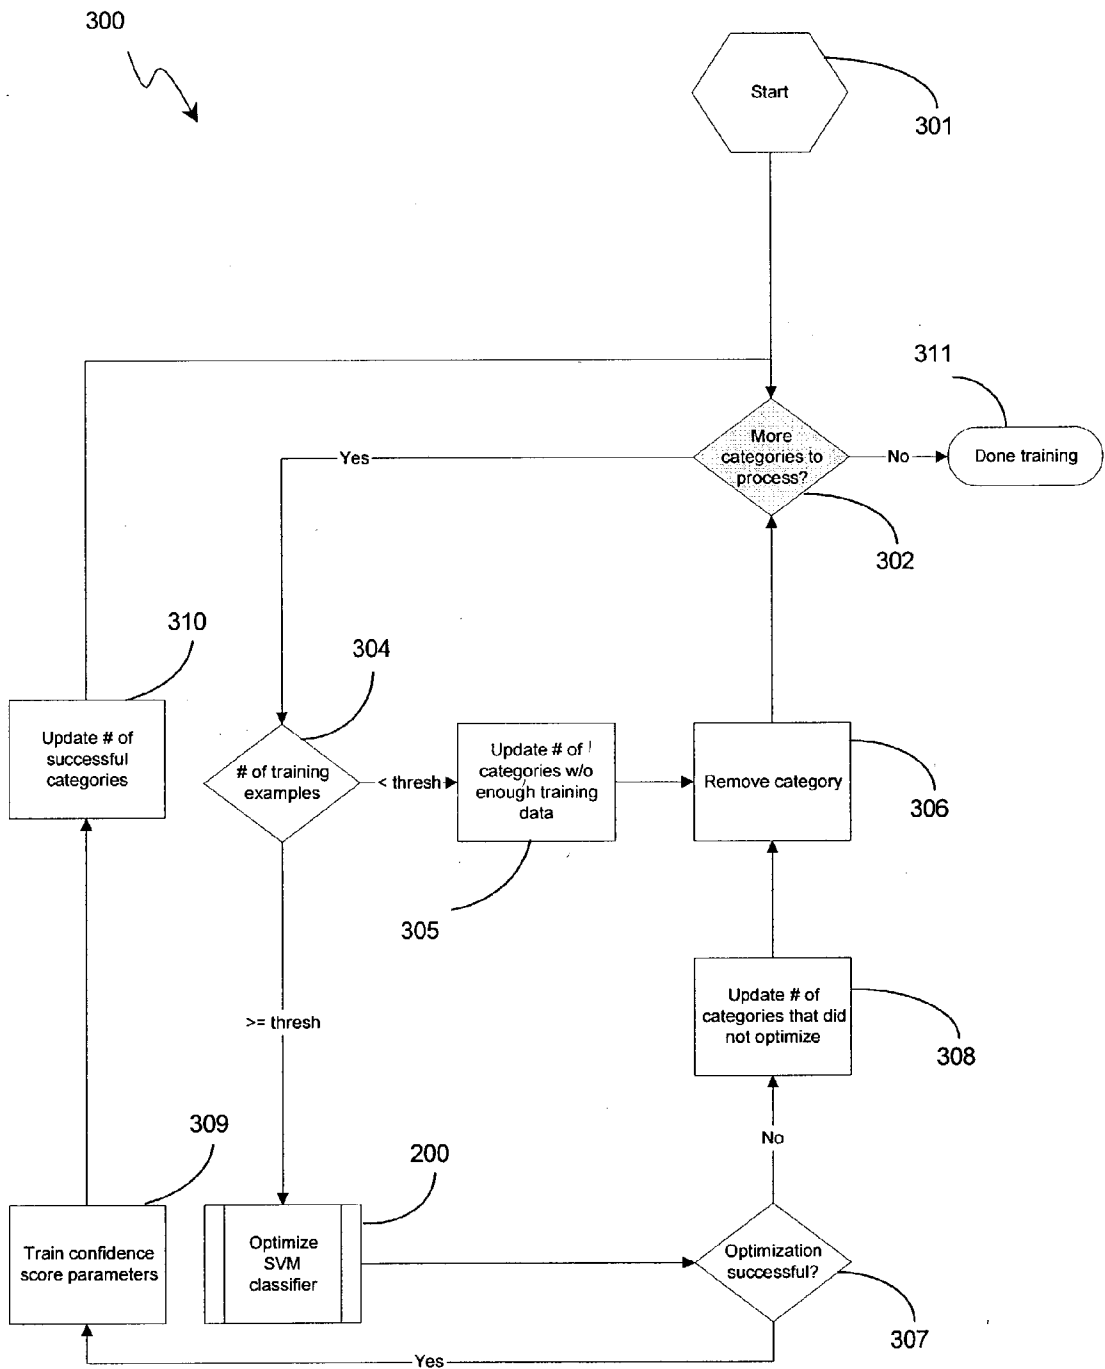 300
Start
301
311
More
categories to
process?
No
Done training
Yes
302
310
304
Update # of
successful
categories
# of training
examples
< thresh
Update # of
categories w/o
enough training
data
Remove category
306
305
>= thresh
Update # of
categories that did
not optimize
308
309
200
No
Train confidence
score parameters
Optimize
SVM
classifier
Optimization
successful?
307
Yes